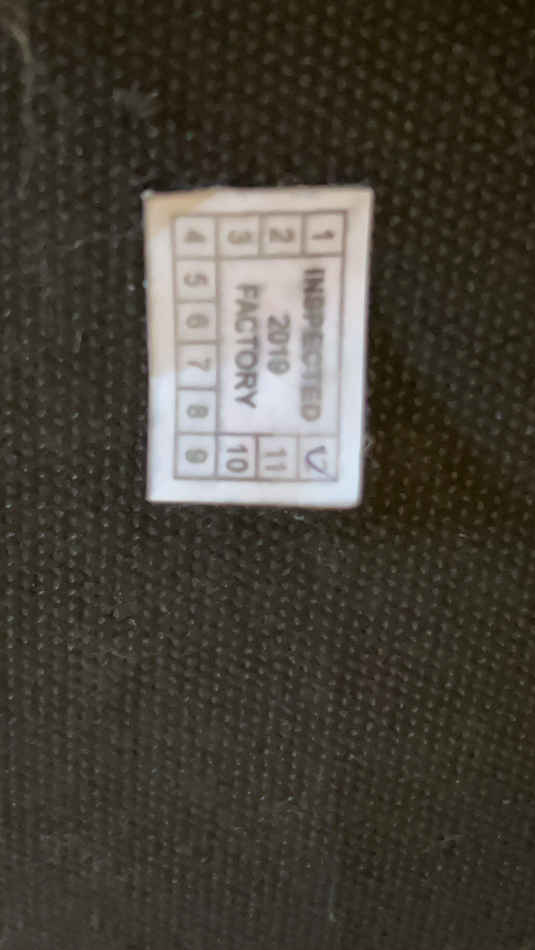 1 INSPECTED
2 2019 11
3 FACTORY 10
4 5 6 7 8 9